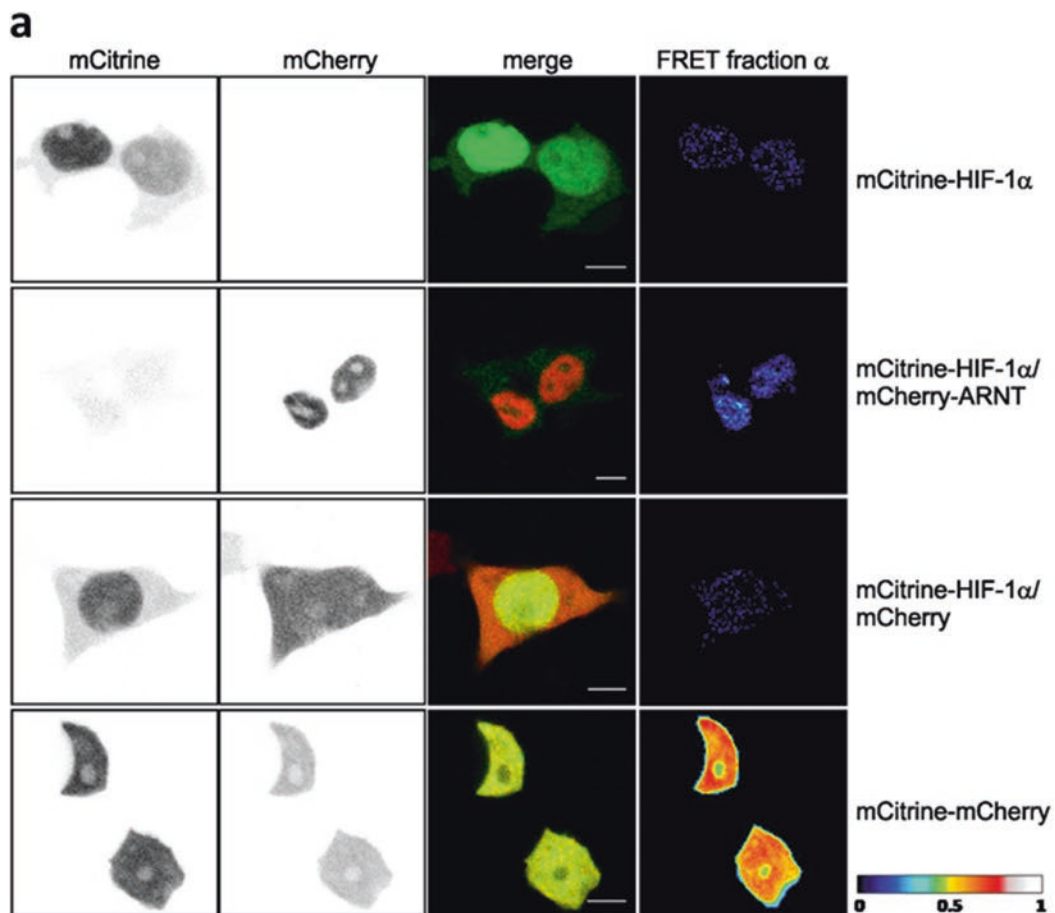 a
mCitrine mCherry merge FRET fraction α
mCitrine-HIF-1α
mCitrine-HIF-1α/
mCherry-ARNT
mCitrine-HIF-1α/
mCherry
mCitrine-mCherry
0 0.5 1